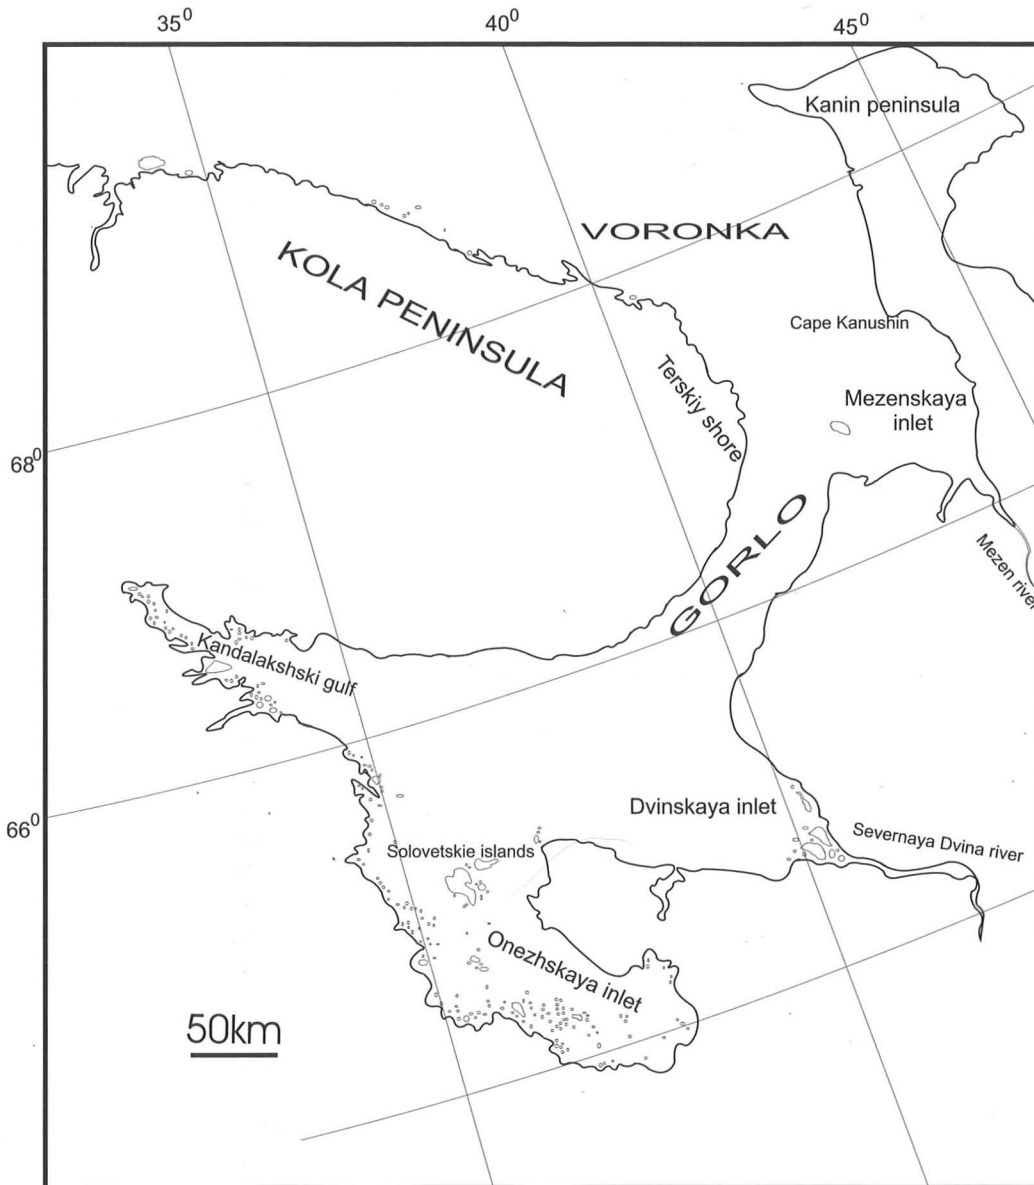 35⁰
40⁰
45⁰
Kanin peninsula
VORONKA
KOLA PENINSULA
Cape Kanushin
Terskiy shore
Mezenskaya
inlet
68⁰
GORLO
Mezen river
Kandalakshski gulf
Dvinskaya inlet
66⁰
Severnaya Dvina river
Solovetskie islands
Onezhskaya inlet
50km